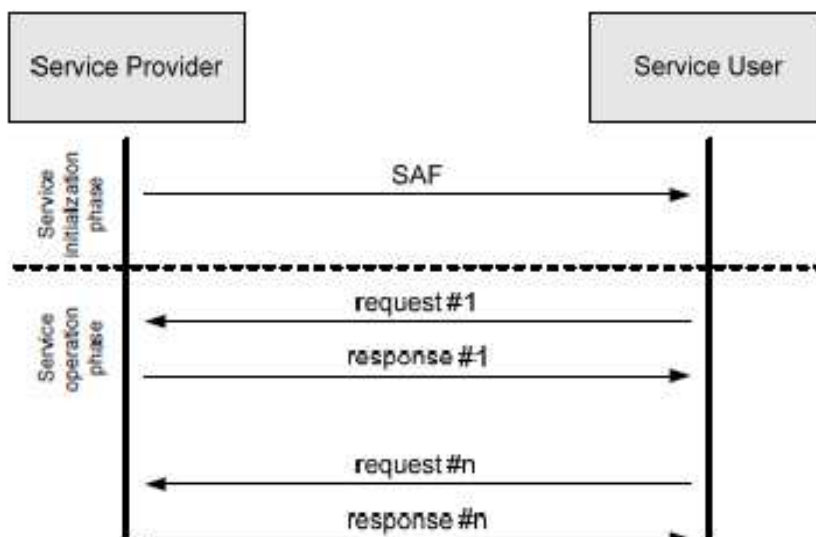 Service Provider
Service User
Service
initialization
phase
SAF
Service
operation
phase
request #1
response #1
request #n
response #n